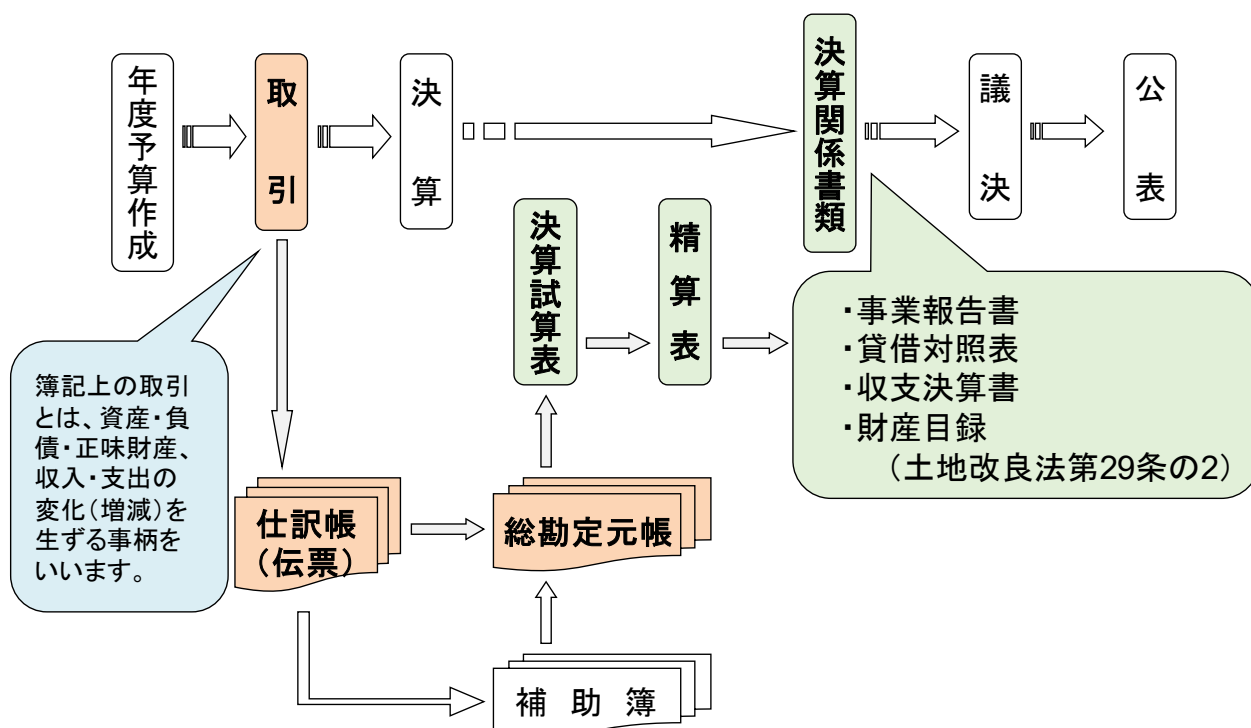 年度予算作成
取引
決算
決算関係書類
議決
公表
決算試算表
精算表
・事業報告書
・貸借対照表
・収支決算書
・財産目録
（土地改良法第29条の2）
簿記上の取引
とは、資産・負
債・正味財産、
収入・支出の
変化（増減）を
生ずる事柄を
いいます。
仕訳帳
（伝票）
総勘定元帳
補助簿